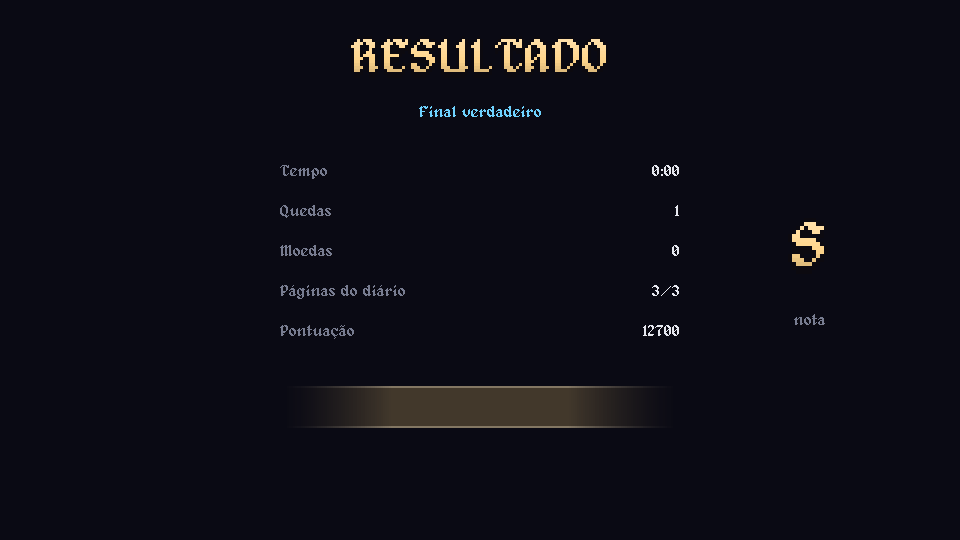 RESULTADO
Final verdadeiro
Tempo 0:00
Quedas 1
Moedas 0
Páginas do diário 3/3
Pontuação 12700
S
nota